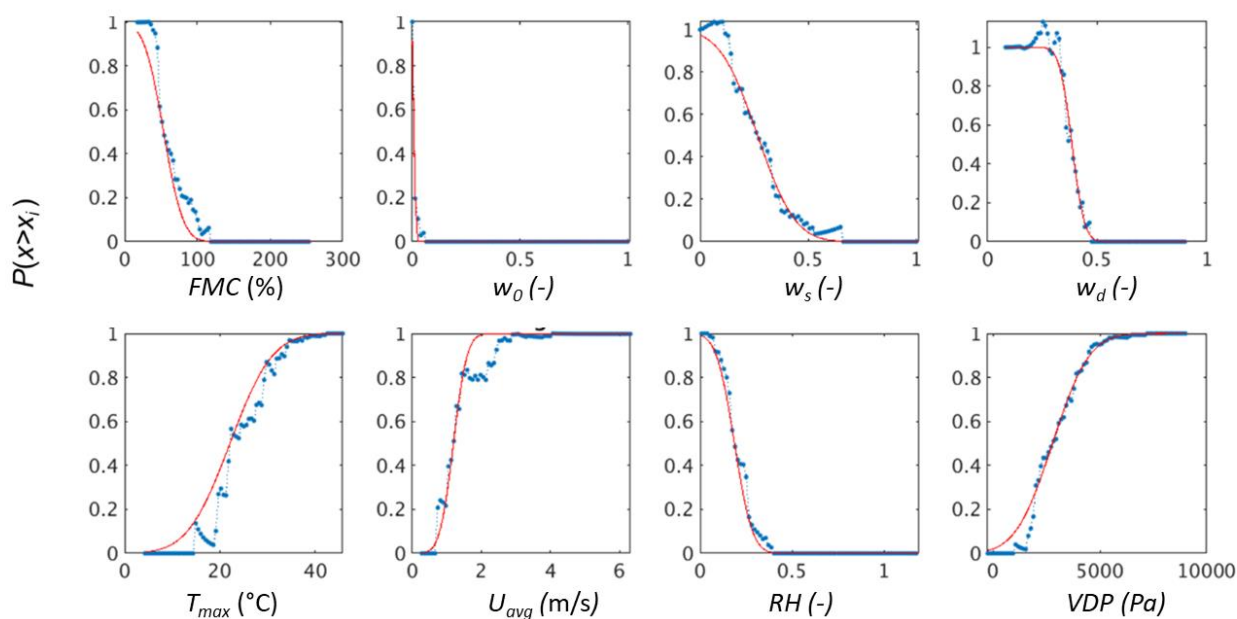 P(x>x_i)
1 0.8 0.6 0.4 0.2 0
0 100 200 300
FMC (%)
1 0.8 0.6 0.4 0.2 0
0 0.5 1
w_0 (-)
1 0.8 0.6 0.4 0.2 0
0 0.5 1
w_s (-)
1 0.8 0.6 0.4 0.2 0
0 0.5 1
w_d (-)
1 0.8 0.6 0.4 0.2 0
0 20 40
T_max (°C)
1 0.8 0.6 0.4 0.2 0
0 2 4 6
U_avg (m/s)
1 0.8 0.6 0.4 0.2 0
0 0.5 1
RH (-)
1 0.8 0.6 0.4 0.2 0
0 5000 10000
VDP (Pa)